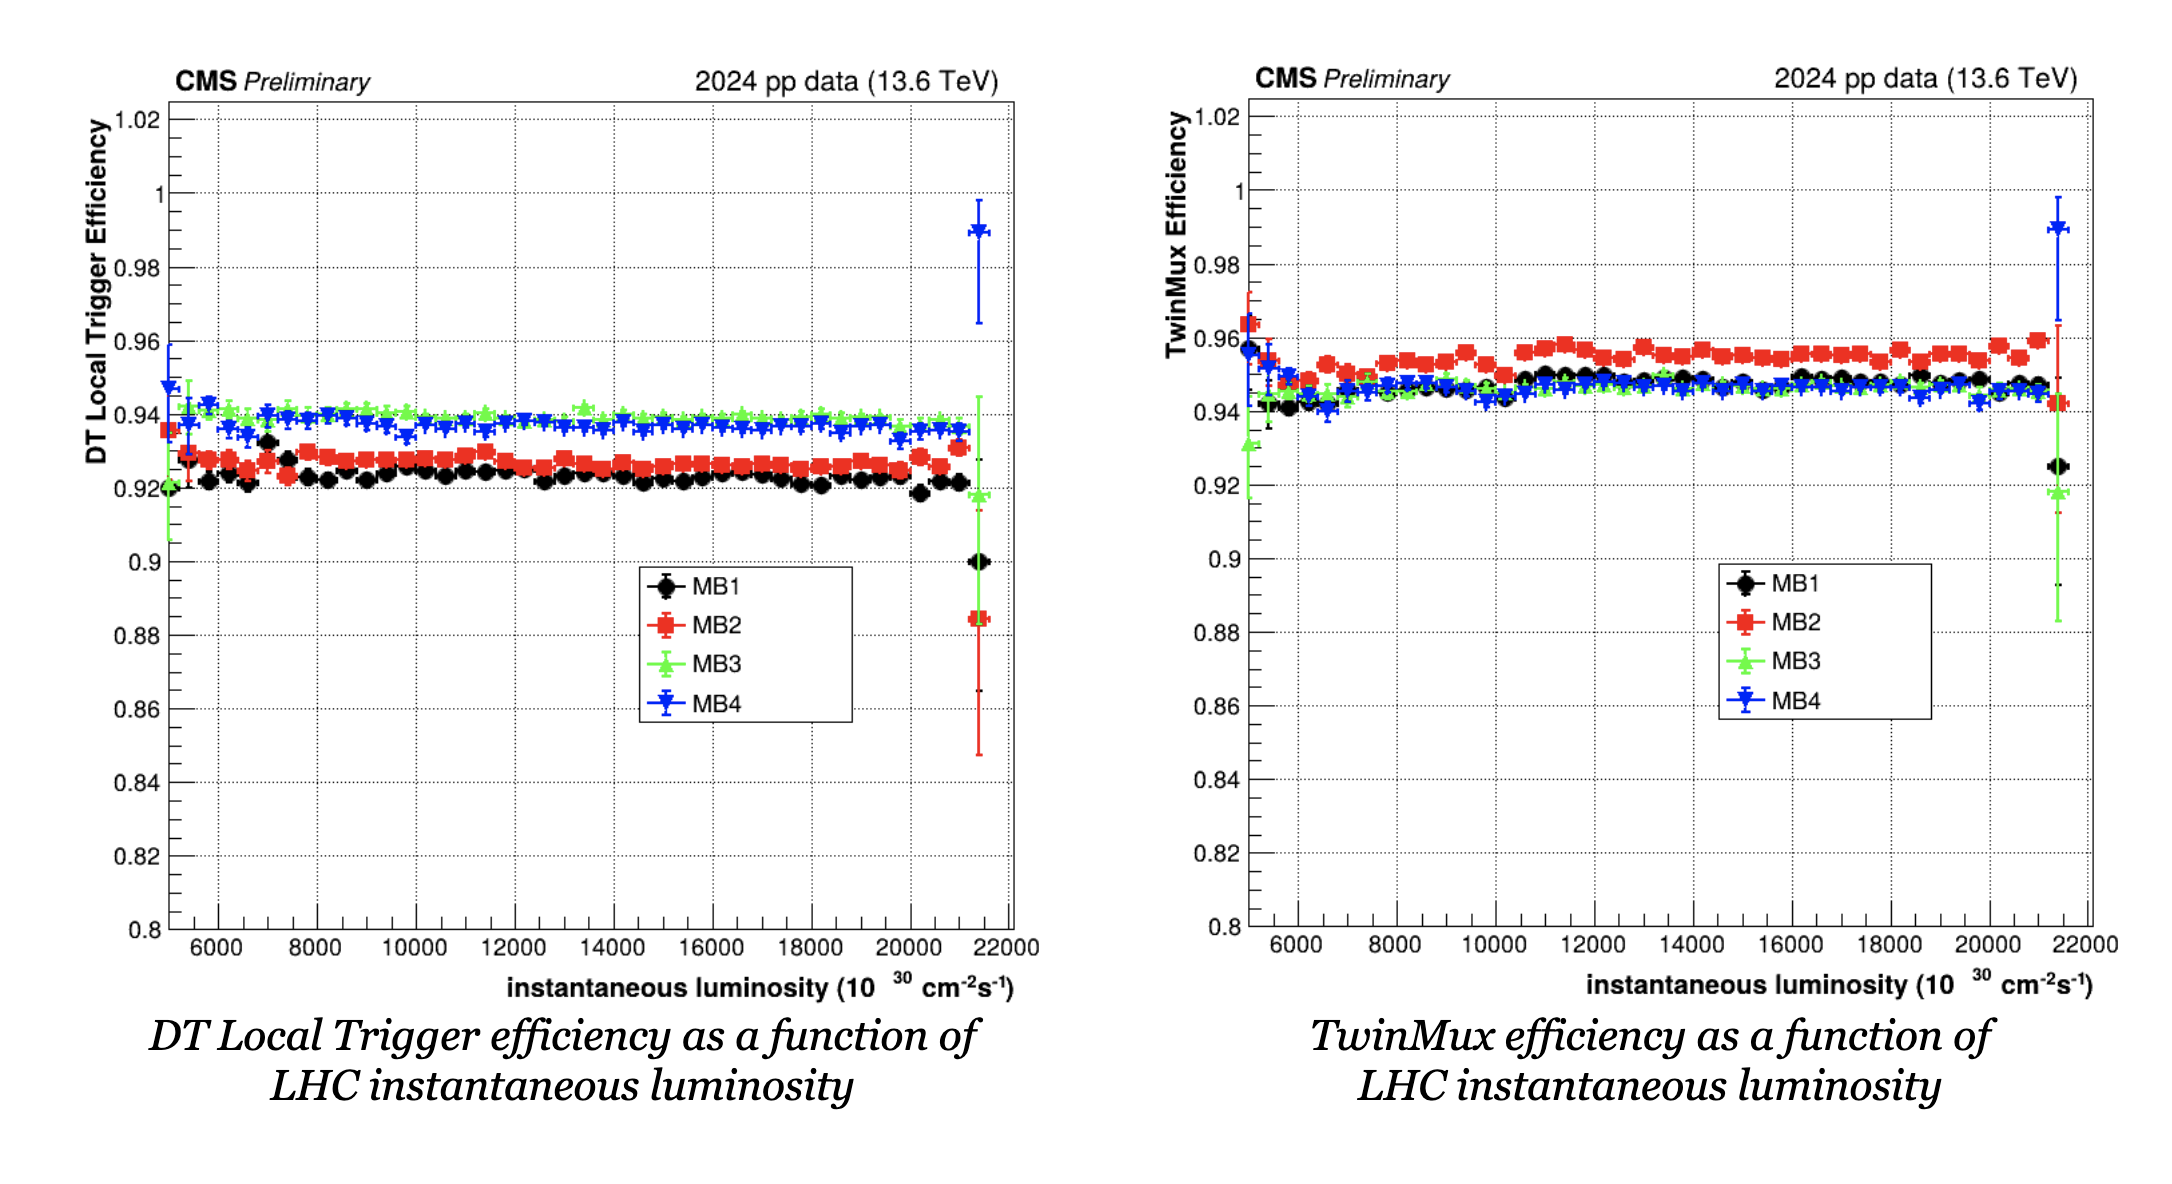 CMS Preliminary 2024 pp data (13.6 TeV)
DT Local Trigger Efficiency
1.02
1
0.98
0.96
0.94
0.92
0.9
0.88
0.86
0.84
0.82
0.8
MB1
MB2
MB3
MB4
6000 8000 10000 12000 14000 16000 18000 20000 22000
instantaneous luminosity (10 30 cm-2s-1)
DT Local Trigger efficiency as a function of
LHC instantaneous luminosity
CMS Preliminary 2024 pp data (13.6 TeV)
TwinMux Efficiency
1.02
1
0.98
0.96
0.94
0.92
0.9
0.88
0.86
0.84
0.82
0.8
MB1
MB2
MB3
MB4
6000 8000 10000 12000 14000 16000 18000 20000 22000
instantaneous luminosity (10 30 cm-2s-1)
TwinMux efficiency as a function of
LHC instantaneous luminosity